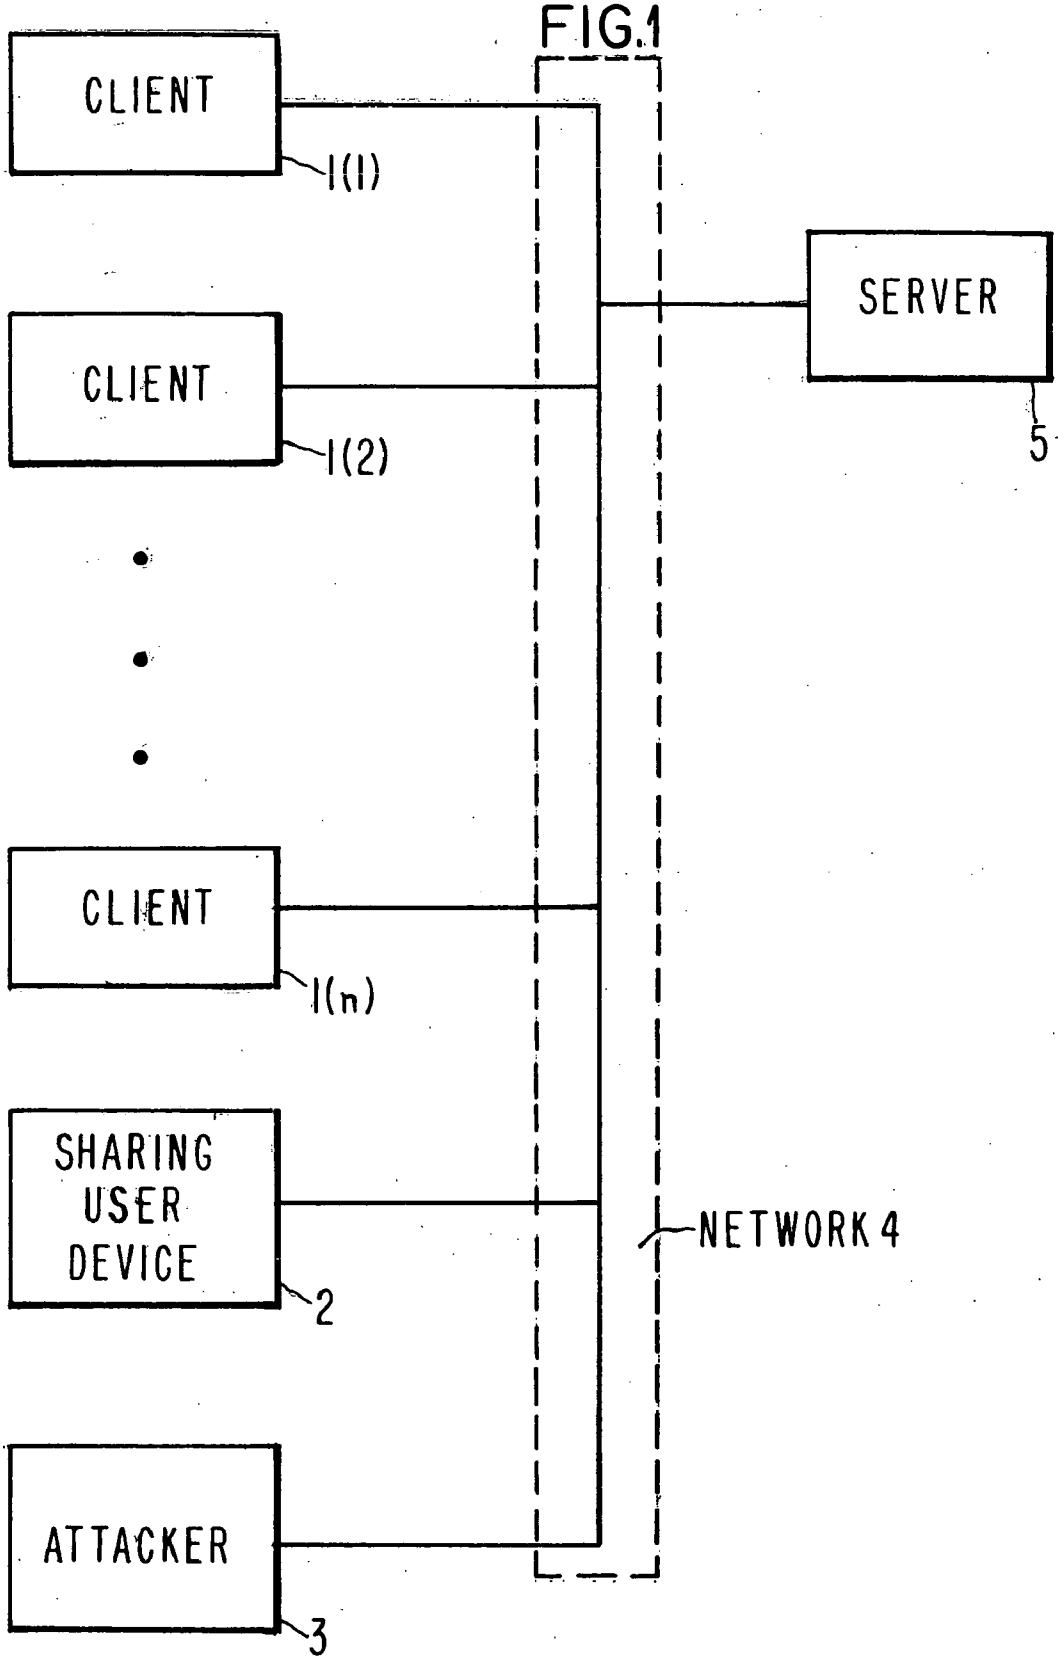 FIG.1
CLIENT
1(1)
SERVER
5
CLIENT
1(2)
CLIENT
1(n)
SHARING
USER
DEVICE
2
NETWORK 4
ATTACKER
3